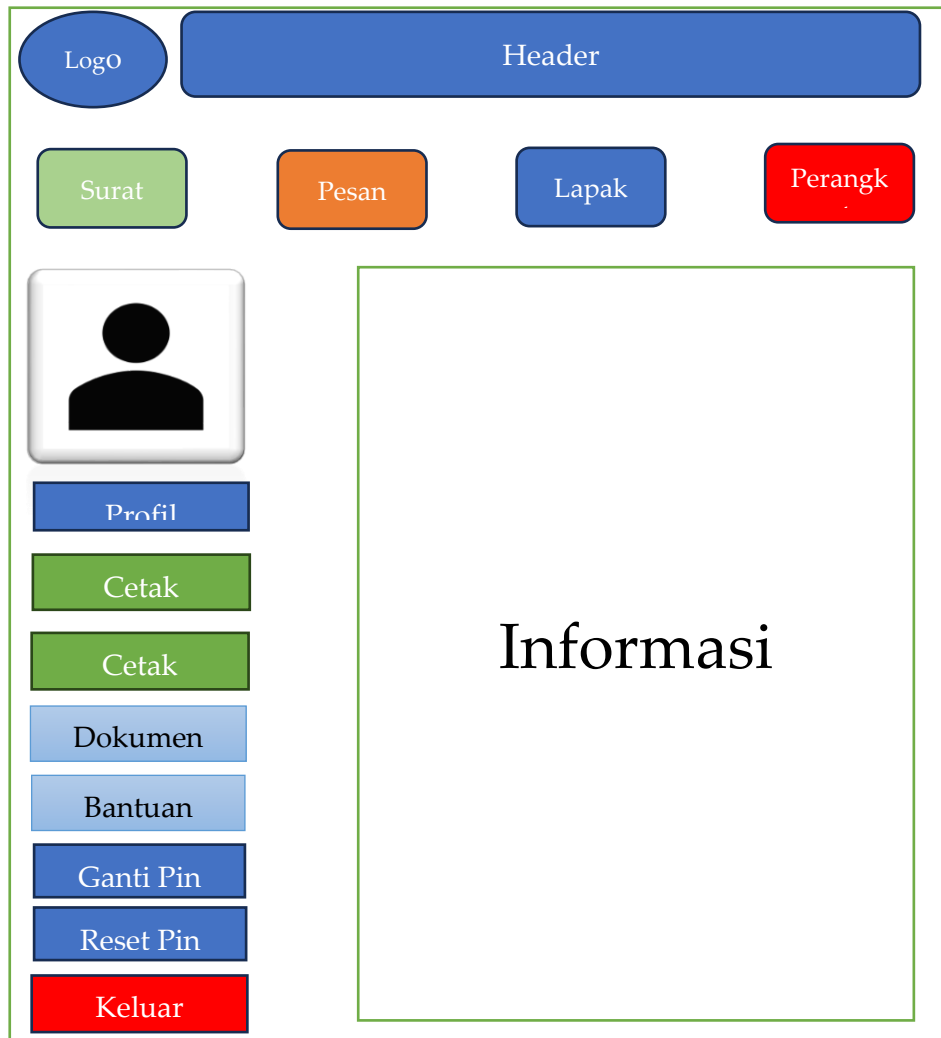 Logo
Header
Surat
Pesan
Lapak
Perangk
Profil
Cetak
Cetak
Dokumen
Bantuan
Ganti Pin
Reset Pin
Keluar
Informasi